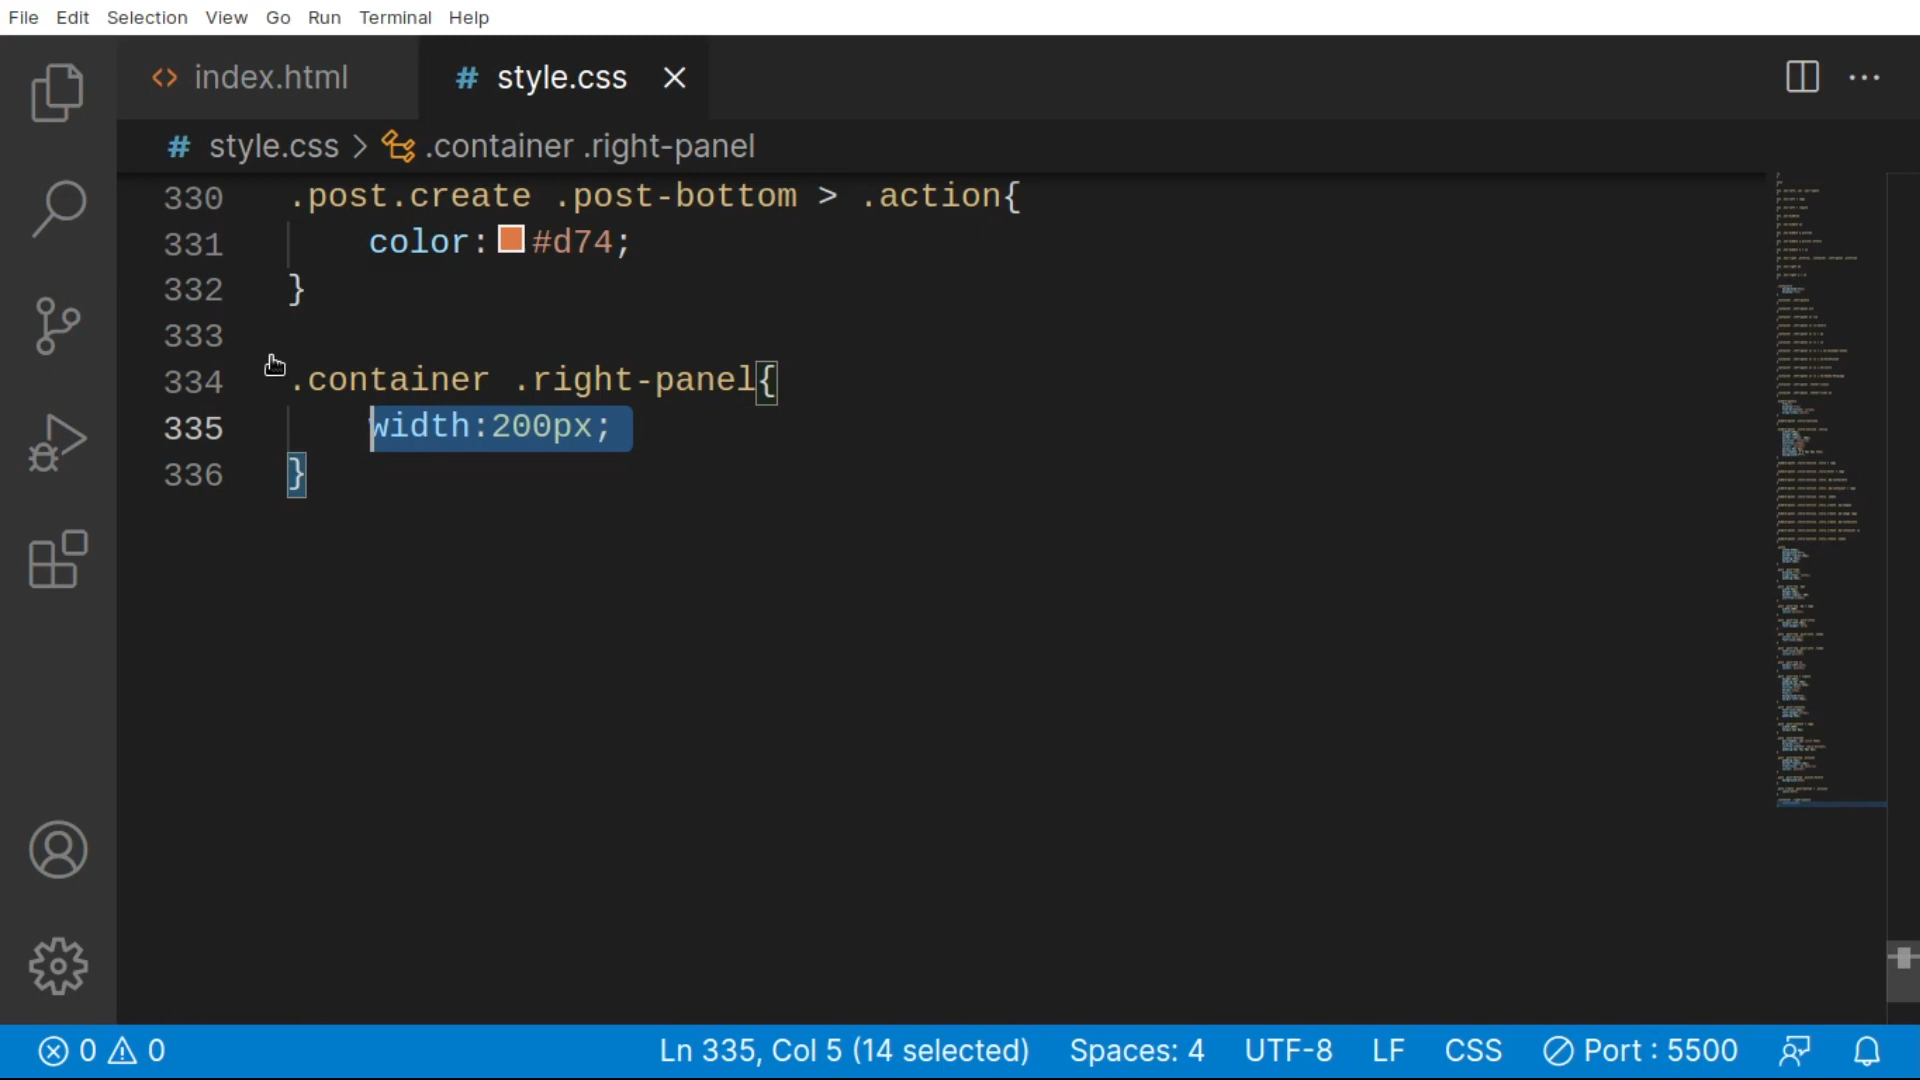 File Edit Selection View Go Run Terminal Help
<> index.html # style.css
# style.css > .container .right-panel
330 .post.create .post-bottom > .action{
331 color:#d74;
332 }
333
334 .container .right-panel{
335 width:200px;
336 }
0 0 Ln 335, Col 5 (14 selected) Spaces: 4 UTF-8 LF CSS Port : 5500